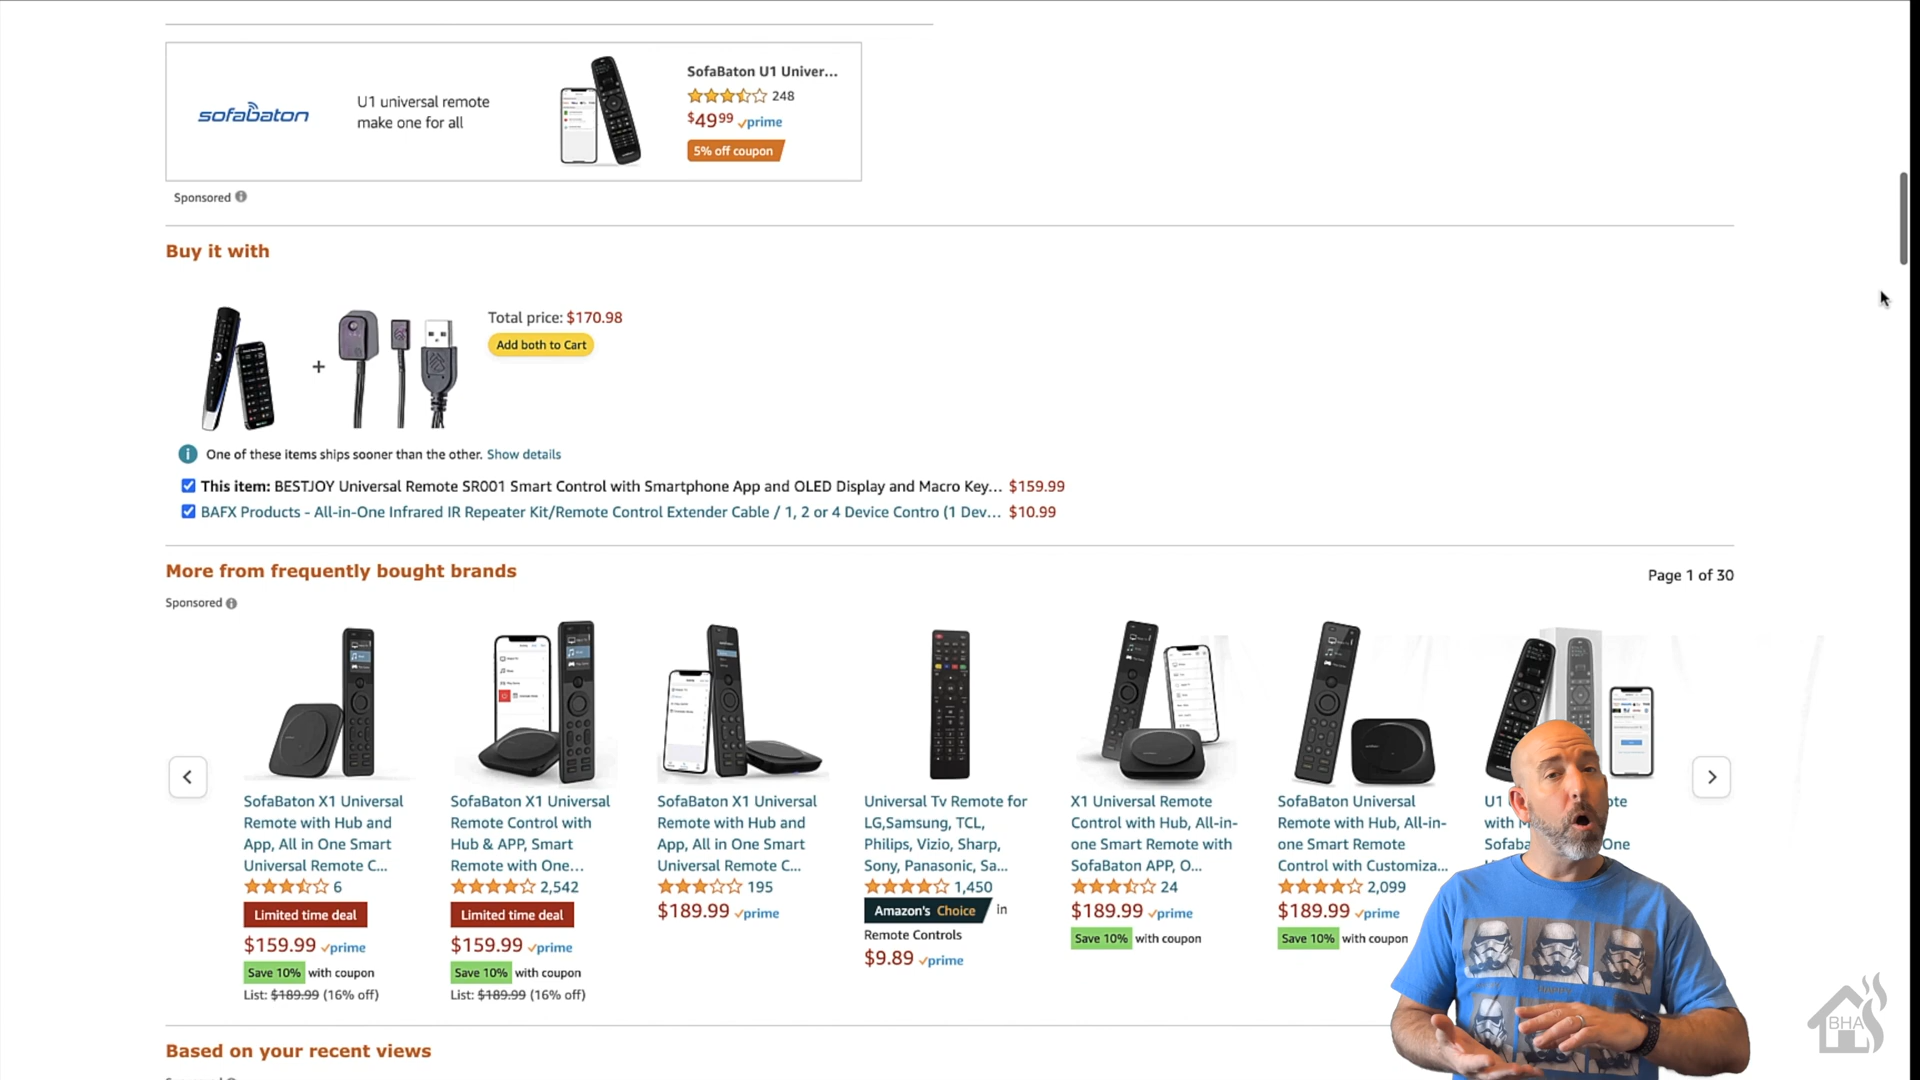 sofabaton
U1 universal remote
make one for all
SofaBaton U1 Univer...
248
$49⁹⁹ prime
5% off coupon
Sponsored
Buy it with
+
Total price: $170.98
Add both to Cart
One of these items ships sooner than the other. Show details
This item: BESTJOY Universal Remote SR001 Smart Control with Smartphone App and OLED Display and Macro Key... $159.99
BAFX Products - All-in-One Infrared IR Repeater Kit/Remote Control Extender Cable / 1, 2 or 4 Device Contro (1 Dev... $10.99
More from frequently bought brands
Page 1 of 30
Sponsored
SofaBaton X1 Universal
Remote with Hub and
App, All in One Smart
Universal Remote C...
6
Limited time deal
$159.99 prime
Save 10% with coupon
List: $189.99 (16% off)
SofaBaton X1 Universal
Remote Control with
Hub & APP, Smart
Remote with One...
2,542
Limited time deal
$159.99 prime
Save 10% with coupon
List: $189.99 (16% off)
SofaBaton X1 Universal
Remote with Hub and
App, All in One Smart
Universal Remote C...
195
$189.99 prime
Universal Tv Remote for
LG,Samsung, TCL,
Philips, Vizio, Sharp,
Sony, Panasonic, Sa...
1,450
Amazon's Choice in
Remote Controls
$9.89 prime
X1 Universal Remote
Control with Hub, All-in-
one Smart Remote with
SofaBaton APP, O...
24
$189.99 prime
Save 10% with coupon
SofaBaton Universal
Remote with Hub, All-in-
one Smart Remote
Control with Customiza...
2,099
$189.99 prime
Save 10% with coupon
U1
with
Sofaba One
BHA
Based on your recent views